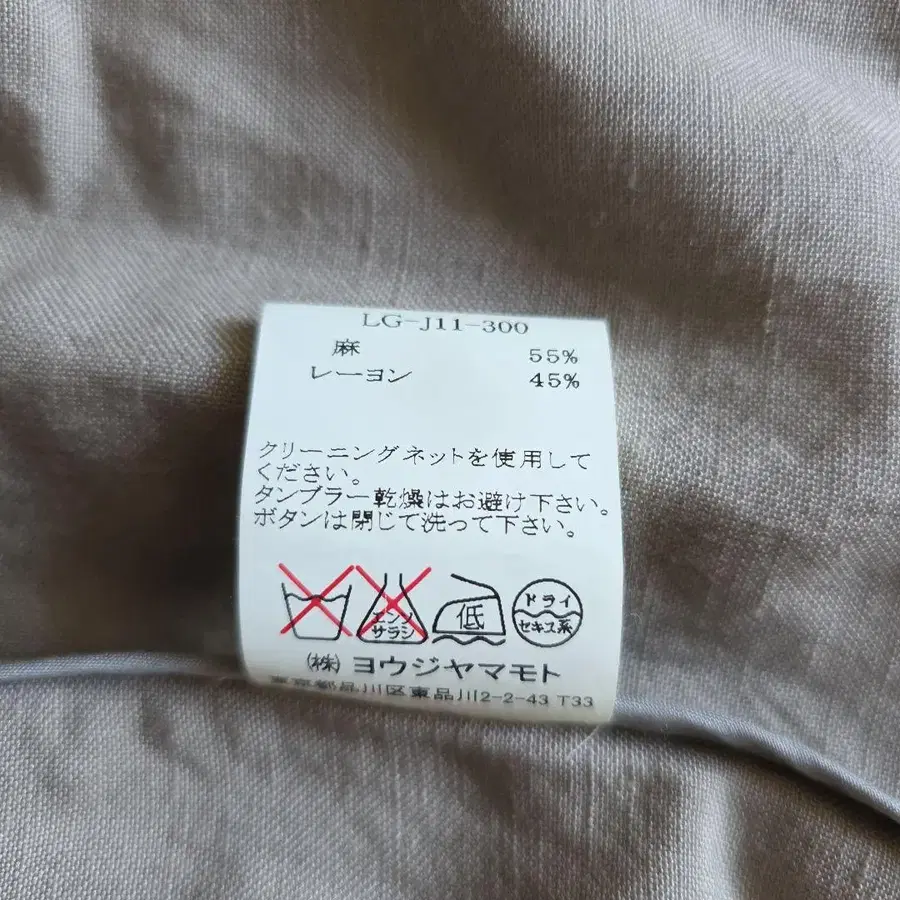 LG-J11-300
麻 55%
レーヨン 45%
クリーニングネットを使用して
ください。
タンブラー乾燥はお避け下さい。
ボタンは閉じて洗って下さい。
エンソ
サラシ
低
ドライ
セキユ系
(株) ヨウジヤマモト
東京都品川区東品川2-2-43 T33